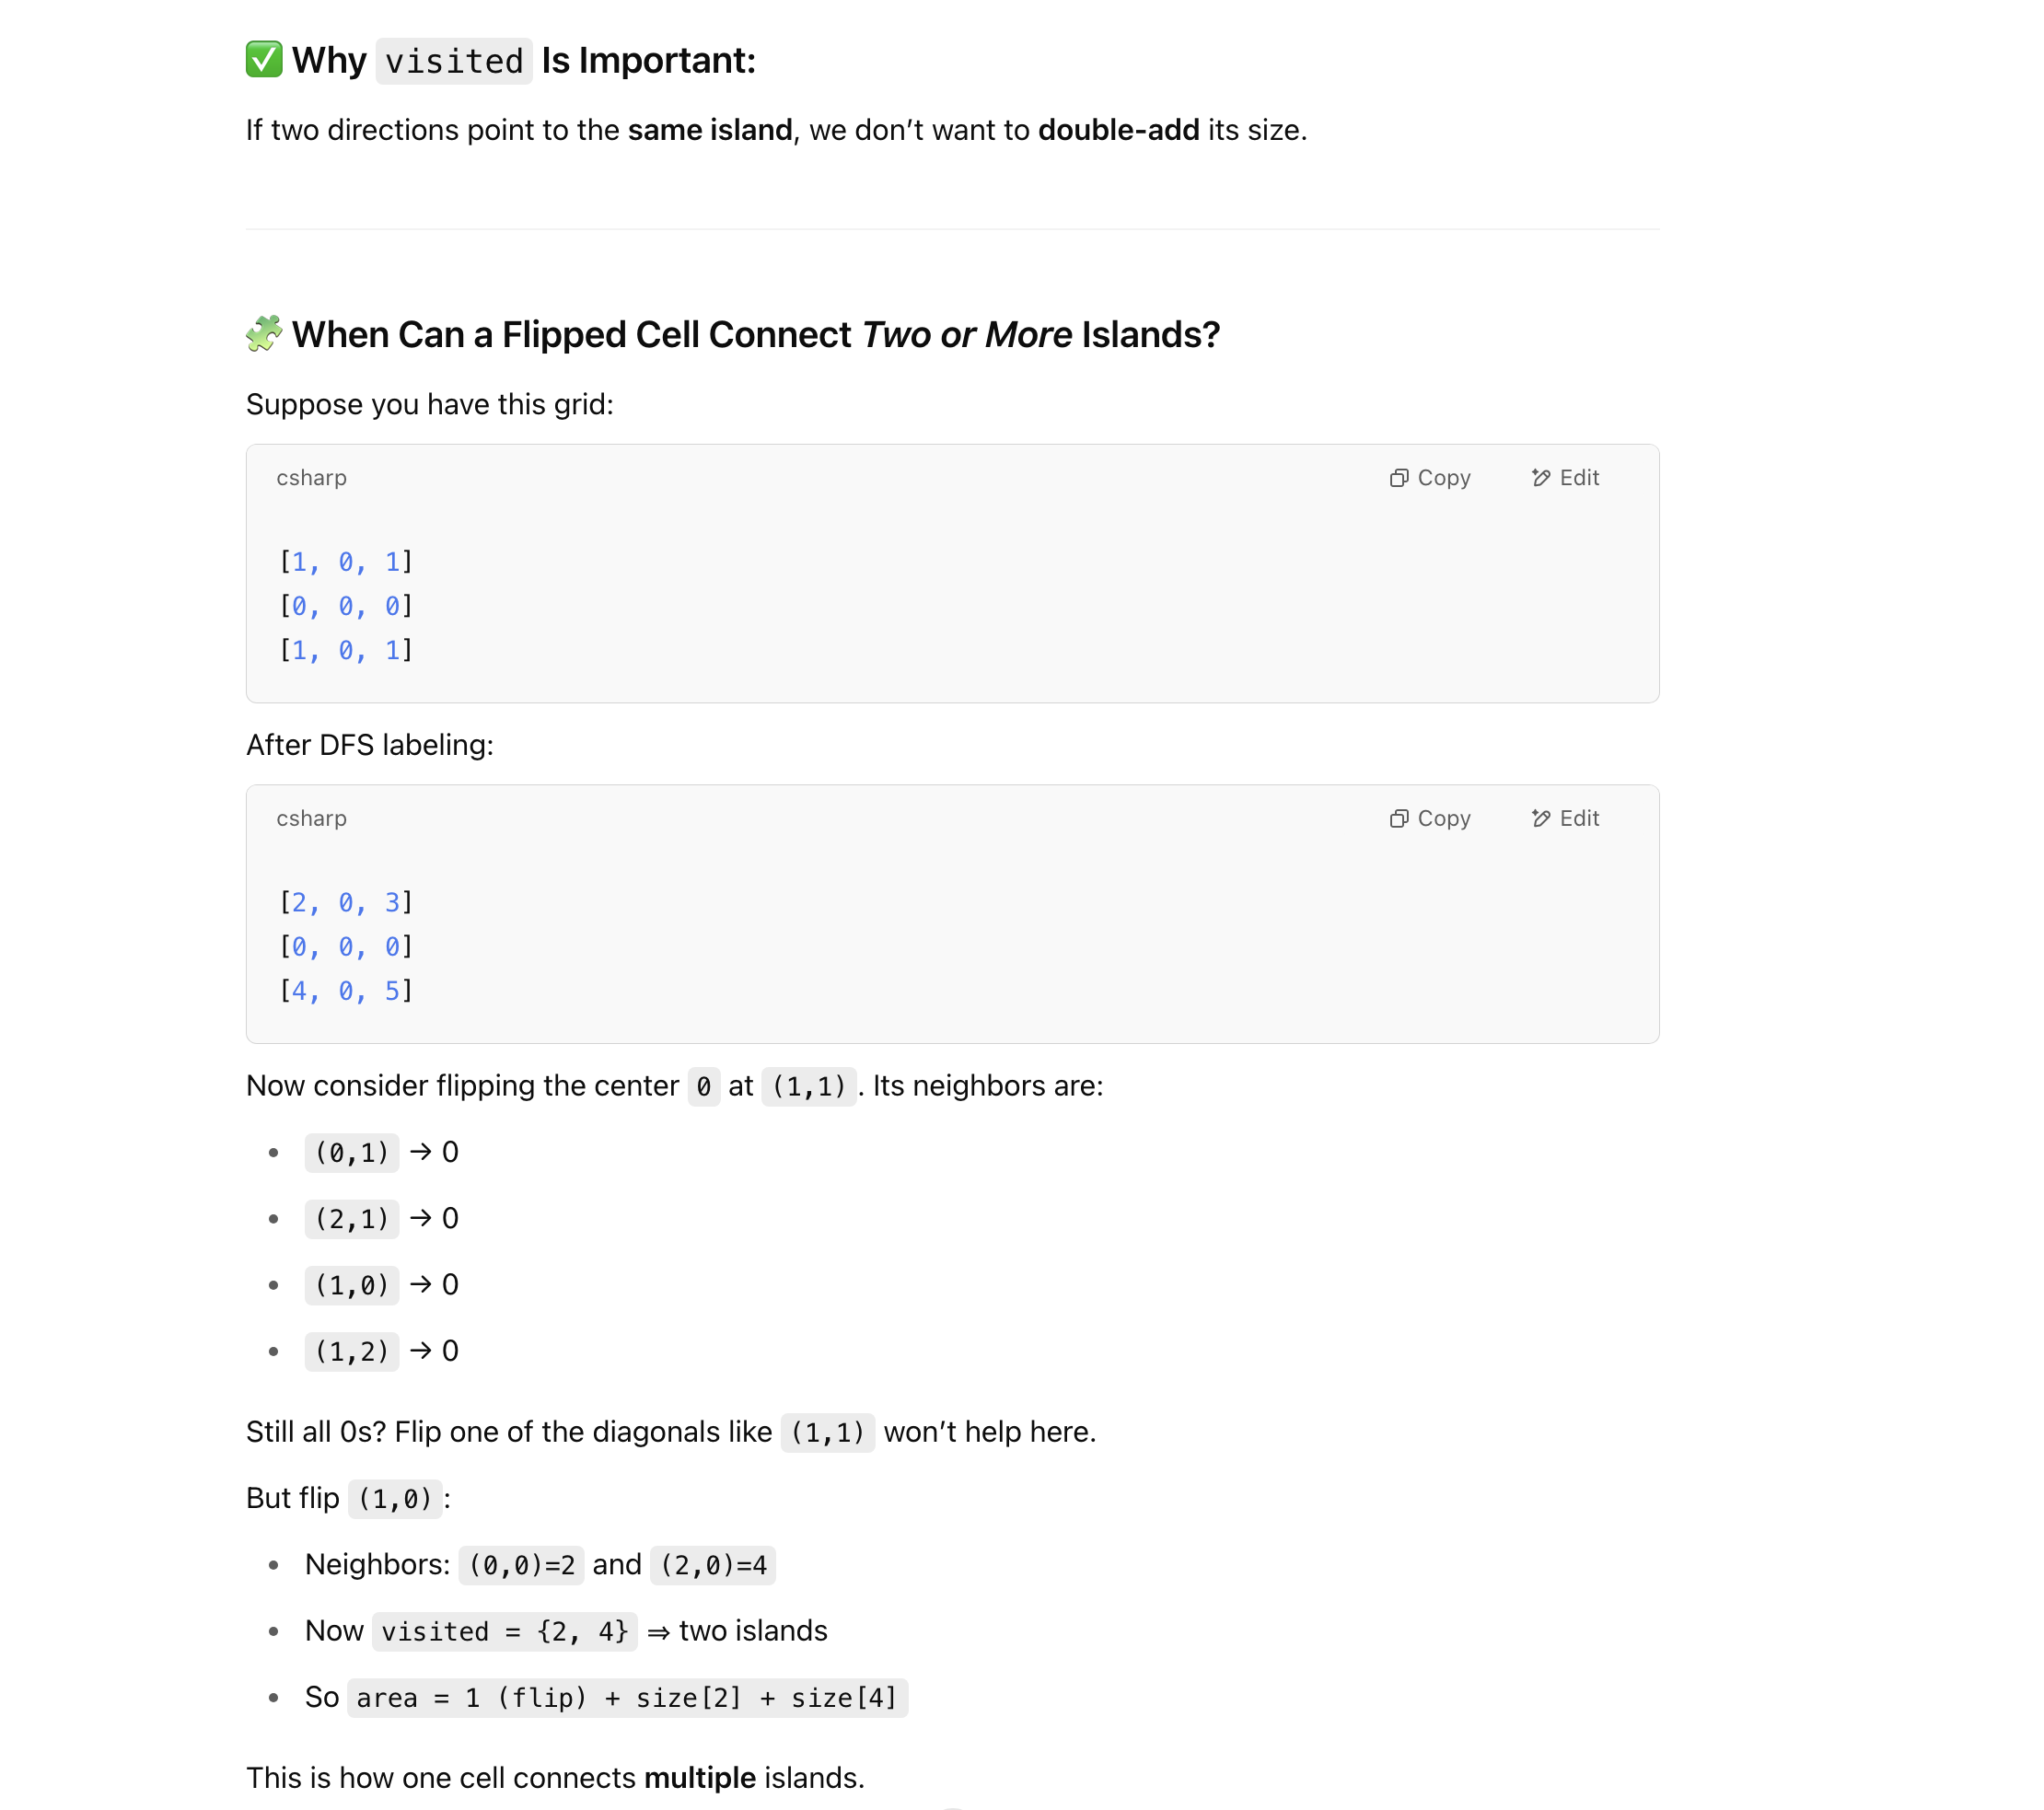 ✅ Why visited Is Important:
If two directions point to the same island, we don’t want to double-add its size.
🧩 When Can a Flipped Cell Connect Two or More Islands?
Suppose you have this grid:
csharp Copy Edit
[1, 0, 1]
[0, 0, 0]
[1, 0, 1]
After DFS labeling:
csharp Copy Edit
[2, 0, 3]
[0, 0, 0]
[4, 0, 5]
Now consider flipping the center 0 at (1,1). Its neighbors are:
• (0,1) → 0
• (2,1) → 0
• (1,0) → 0
• (1,2) → 0
Still all 0s? Flip one of the diagonals like (1,1) won’t help here.
But flip (1,0):
• Neighbors: (0,0)=2 and (2,0)=4
• Now visited = {2, 4} ⇒ two islands
• So area = 1 (flip) + size[2] + size[4]
This is how one cell connects multiple islands.